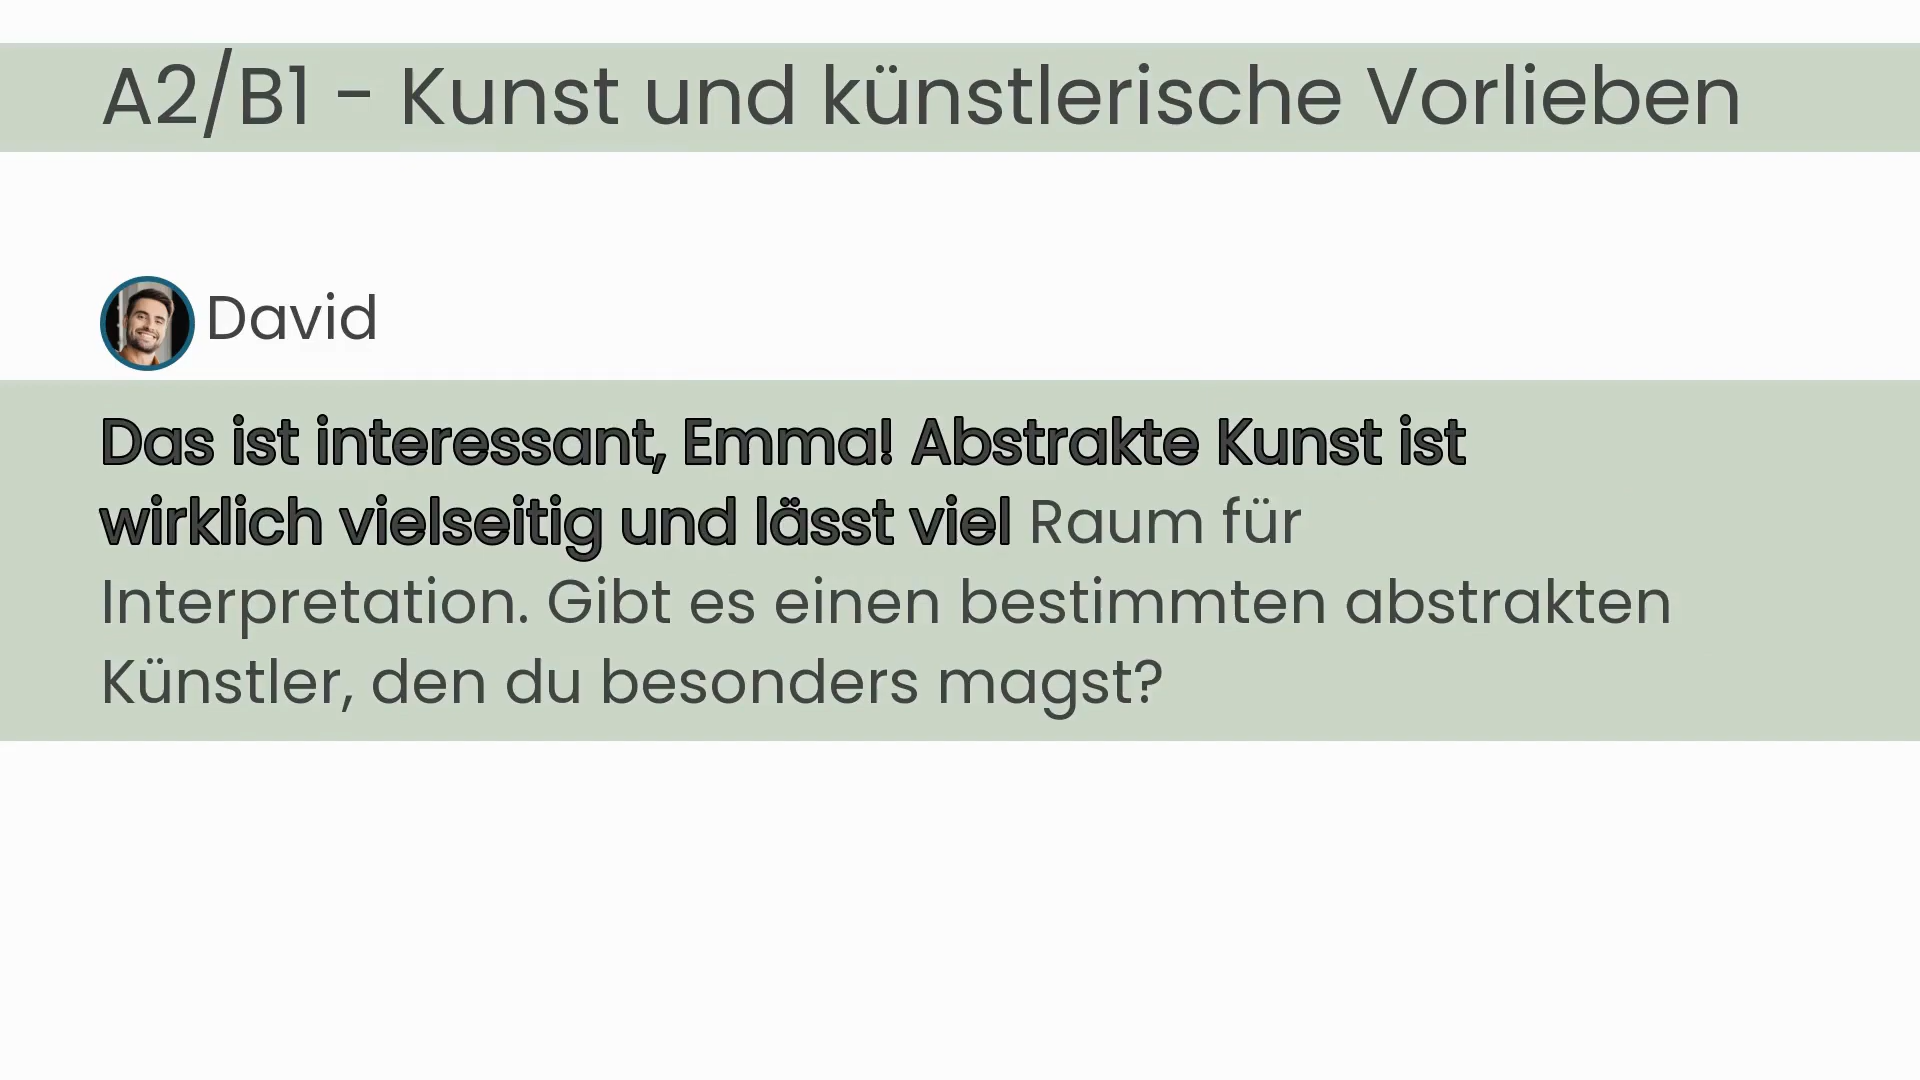 A2/B1 - Kunst und künstlerische Vorlieben
David
Das ist interessant, Emma! Abstrakte Kunst ist
wirklich vielseitig und lässt viel Raum für
Interpretation. Gibt es einen bestimmten abstrakten
Künstler, den du besonders magst?